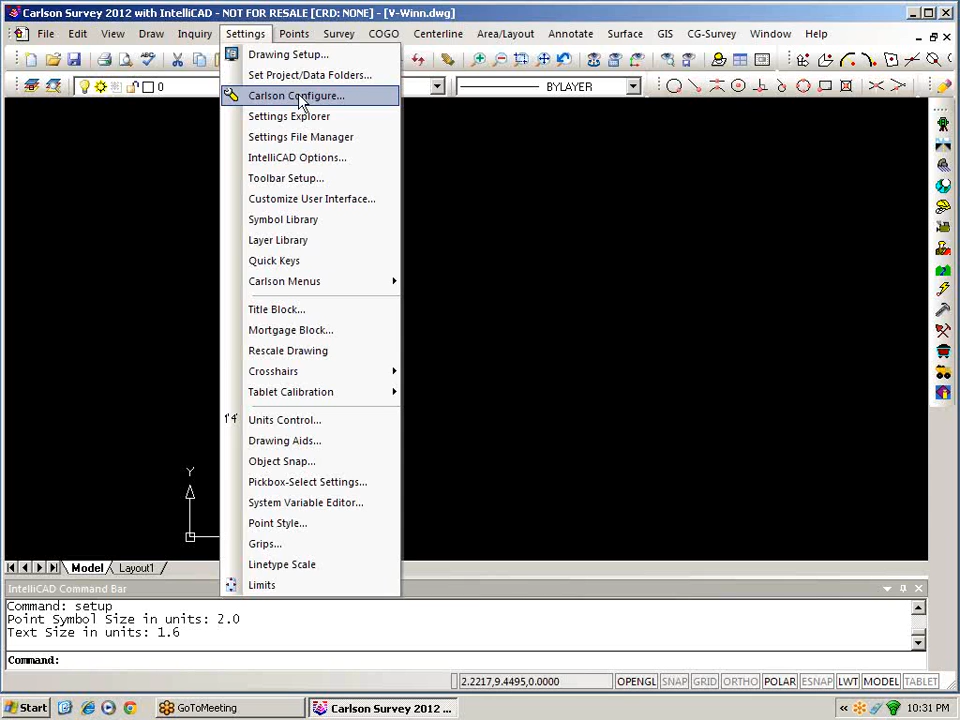 Carlson Survey 2012 with IntelliCAD - NOT FOR RESALE [CRD: NONE] - [V-Winn.dwg]
File Edit View Draw Inquiry Settings Points Survey COGO Centerline Area/Layout Annotate Surface GIS CG-Survey Window Help
0
BYLAYER
Drawing Setup...
Set Project/Data Folders...
Carlson Configure...
Settings Explorer
Settings File Manager
IntelliCAD Options...
Toolbar Setup...
Customize User Interface...
Symbol Library
Layer Library
Quick Keys
Carlson Menus
Title Block...
Mortgage Block...
Rescale Drawing
Crosshairs
Tablet Calibration
Units Control...
Drawing Aids...
Object Snap...
Pickbox-Select Settings...
System Variable Editor...
Point Style...
Grips...
Linetype Scale
Limits
Y
Model Layout1
IntelliCAD Command Bar
Command: setup
Point Symbol Size in units: 2.0
Text Size in units: 1.6
Command:
2.2217,9.4495,0.0000 OPENGL SNAP GRID ORTHO POLAR ESNAP LWT MODEL TABLET
Start GoToMeeting Carlson Survey 2012 ... 10:31 PM